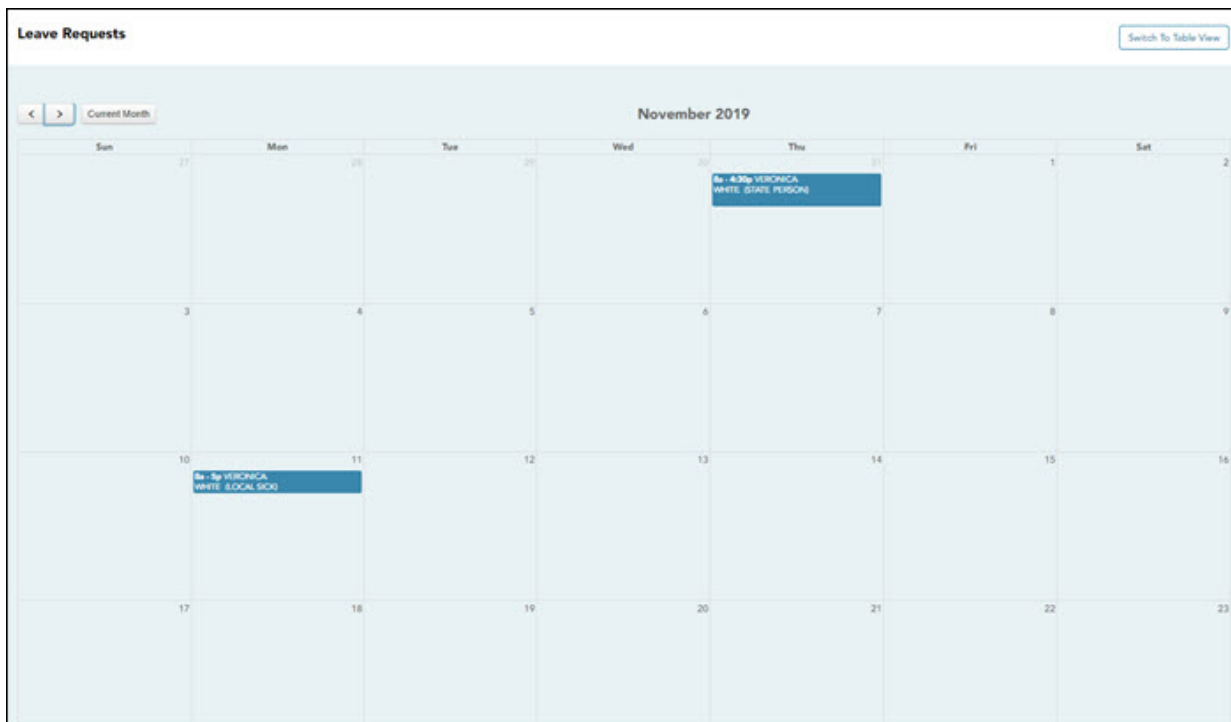 Leave Requests
Switch To Table View
< > Current Month
November 2019
Sun Mon Tue Wed Thu Fri Sat
27 28 29 30 31 1 2
8a - 4:30p VERONICA
WHITE (STATE PERSON)
3 4 5 6 7 8 9
10 11 12 13 14 15 16
8a - 5p VERONICA
WHITE (LOCAL SICK)
17 18 19 20 21 22 23